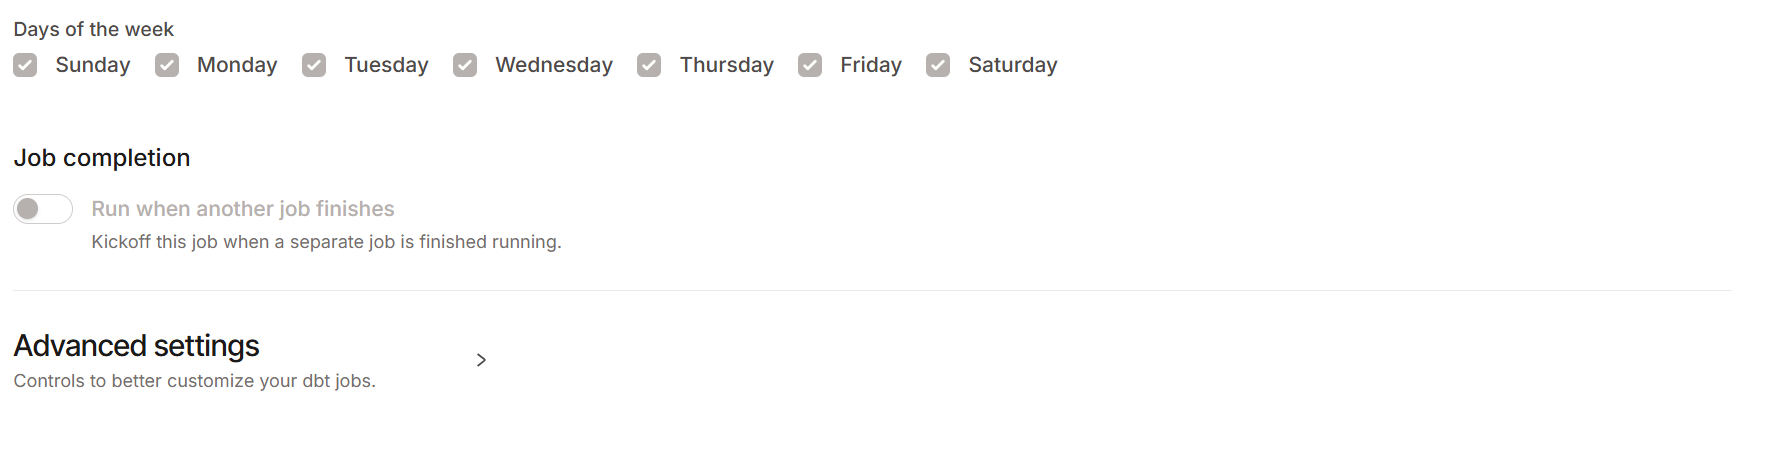 Days of the week
Sunday Monday Tuesday Wednesday Thursday Friday Saturday
Job completion
Run when another job finishes
Kickoff this job when a separate job is finished running.
Advanced settings
Controls to better customize your dbt jobs.